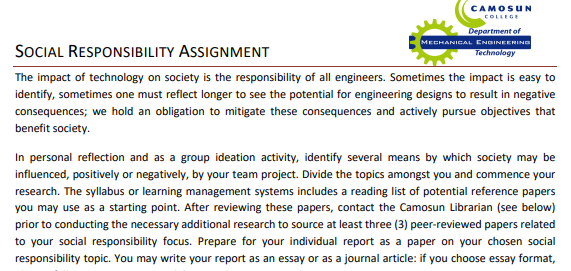 CAMOSUN
COLLEGE
Department of
MECHANICAL ENGINEERING
Technology
SOCIAL RESPONSIBILITY ASSIGNMENT
The impact of technology on society is the responsibility of all engineers. Sometimes the impact is easy to
identify, sometimes one must reflect longer to see the potential for engineering designs to result in negative
consequences; we hold an obligation to mitigate these consequences and actively pursue objectives that
benefit society.
In personal reflection and as a group ideation activity, identify several means by which society may be
influenced, positively or negatively, by your team project. Divide the topics amongst you and commence your
research. The syllabus or learning management systems includes a reading list of potential reference papers
you may use as a starting point. After reviewing these papers, contact the Camosun Librarian (see below)
prior to conducting the necessary additional research to source at least three (3) peer-reviewed papers related
to your social responsibility focus. Prepare for your individual report as a paper on your chosen social
responsibility topic. You may write your report as an essay or as a journal article: if you choose essay format,